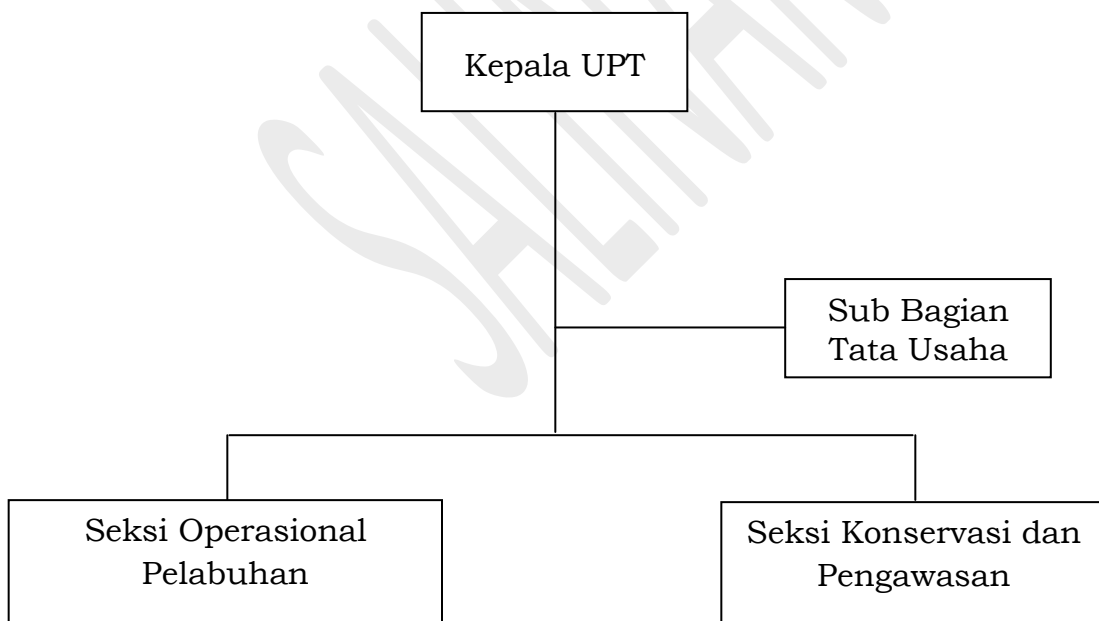 Kepala UPT
Sub Bagian
Tata Usaha
Seksi Operasional
Pelabuhan
Seksi Konservasi dan
Pengawasan